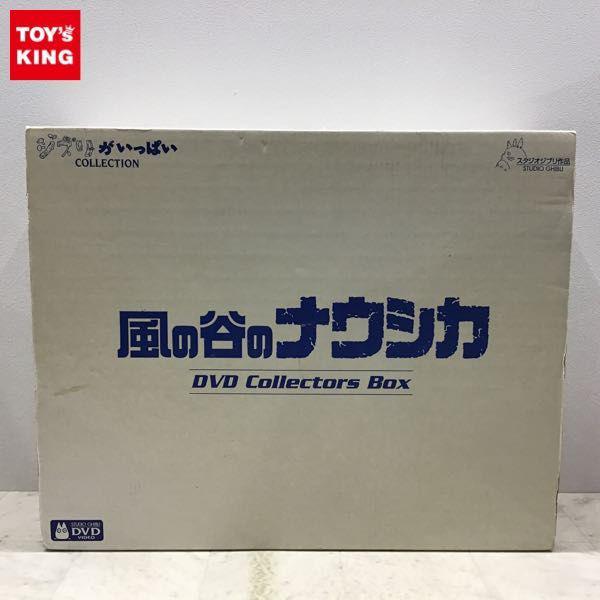 TOY's
KING
ジブリがいっぱい
COLLECTION
スタジオジブリ作品
STUDIO GHIBLI
風の谷のナウシカ
DVD Collectors Box
STUDIO GHIBLI
DVD
VIDEO